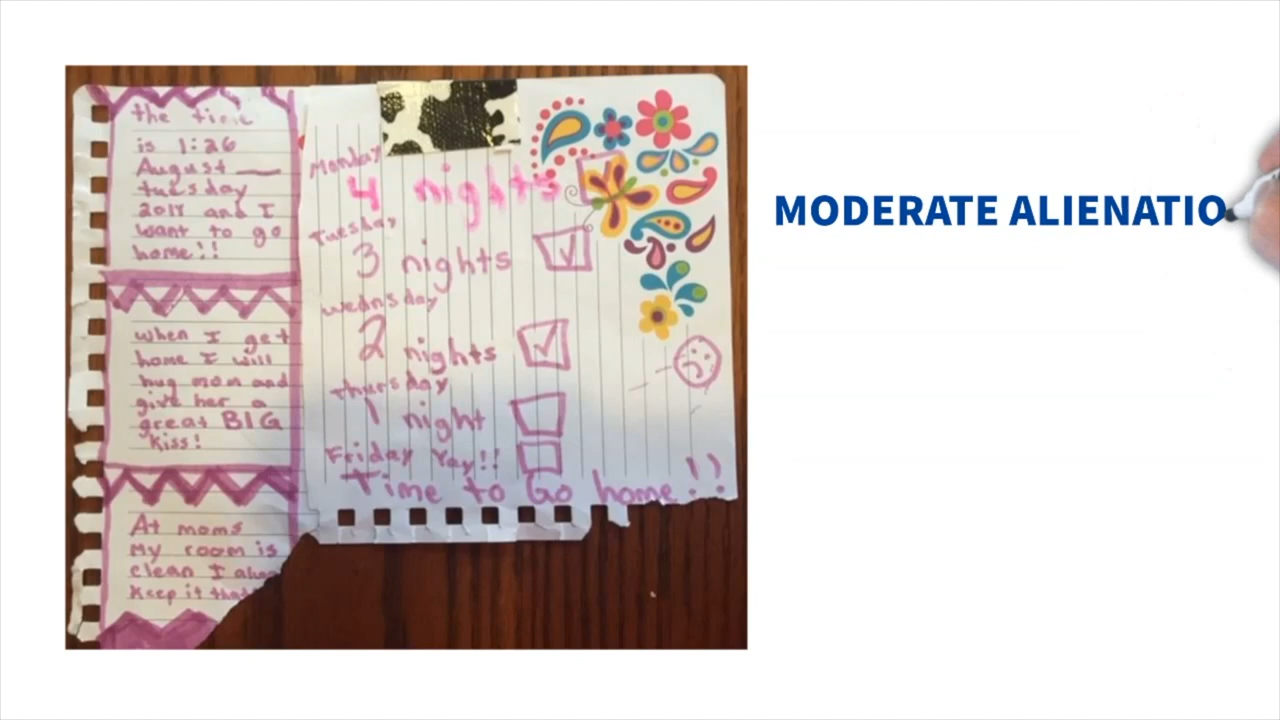 the time
is 1:26
August
tuesday
2017 and I
want to go
home!!
when I get
home I will
hug mom and
give her a
great BIG
kiss!
At moms
My room is
clean I
Keep it
Monday
4 nights
Tuesday
3 nights
wednsday
2 nights
Thursday
1 night
Friday Yay!!
Time to Go home!!
MODERATE ALIENATIO